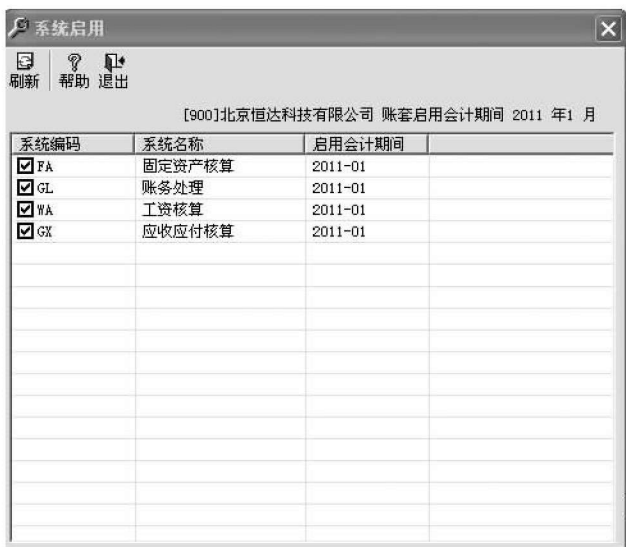 系统启用
刷新 帮助 退出
[900]北京恒达科技有限公司 账套启用会计期间 2011 年1 月
系统编码 系统名称 启用会计期间
FA 固定资产核算 2011-01
GL 账务处理 2011-01
WA 工资核算 2011-01
GX 应收应付核算 2011-01